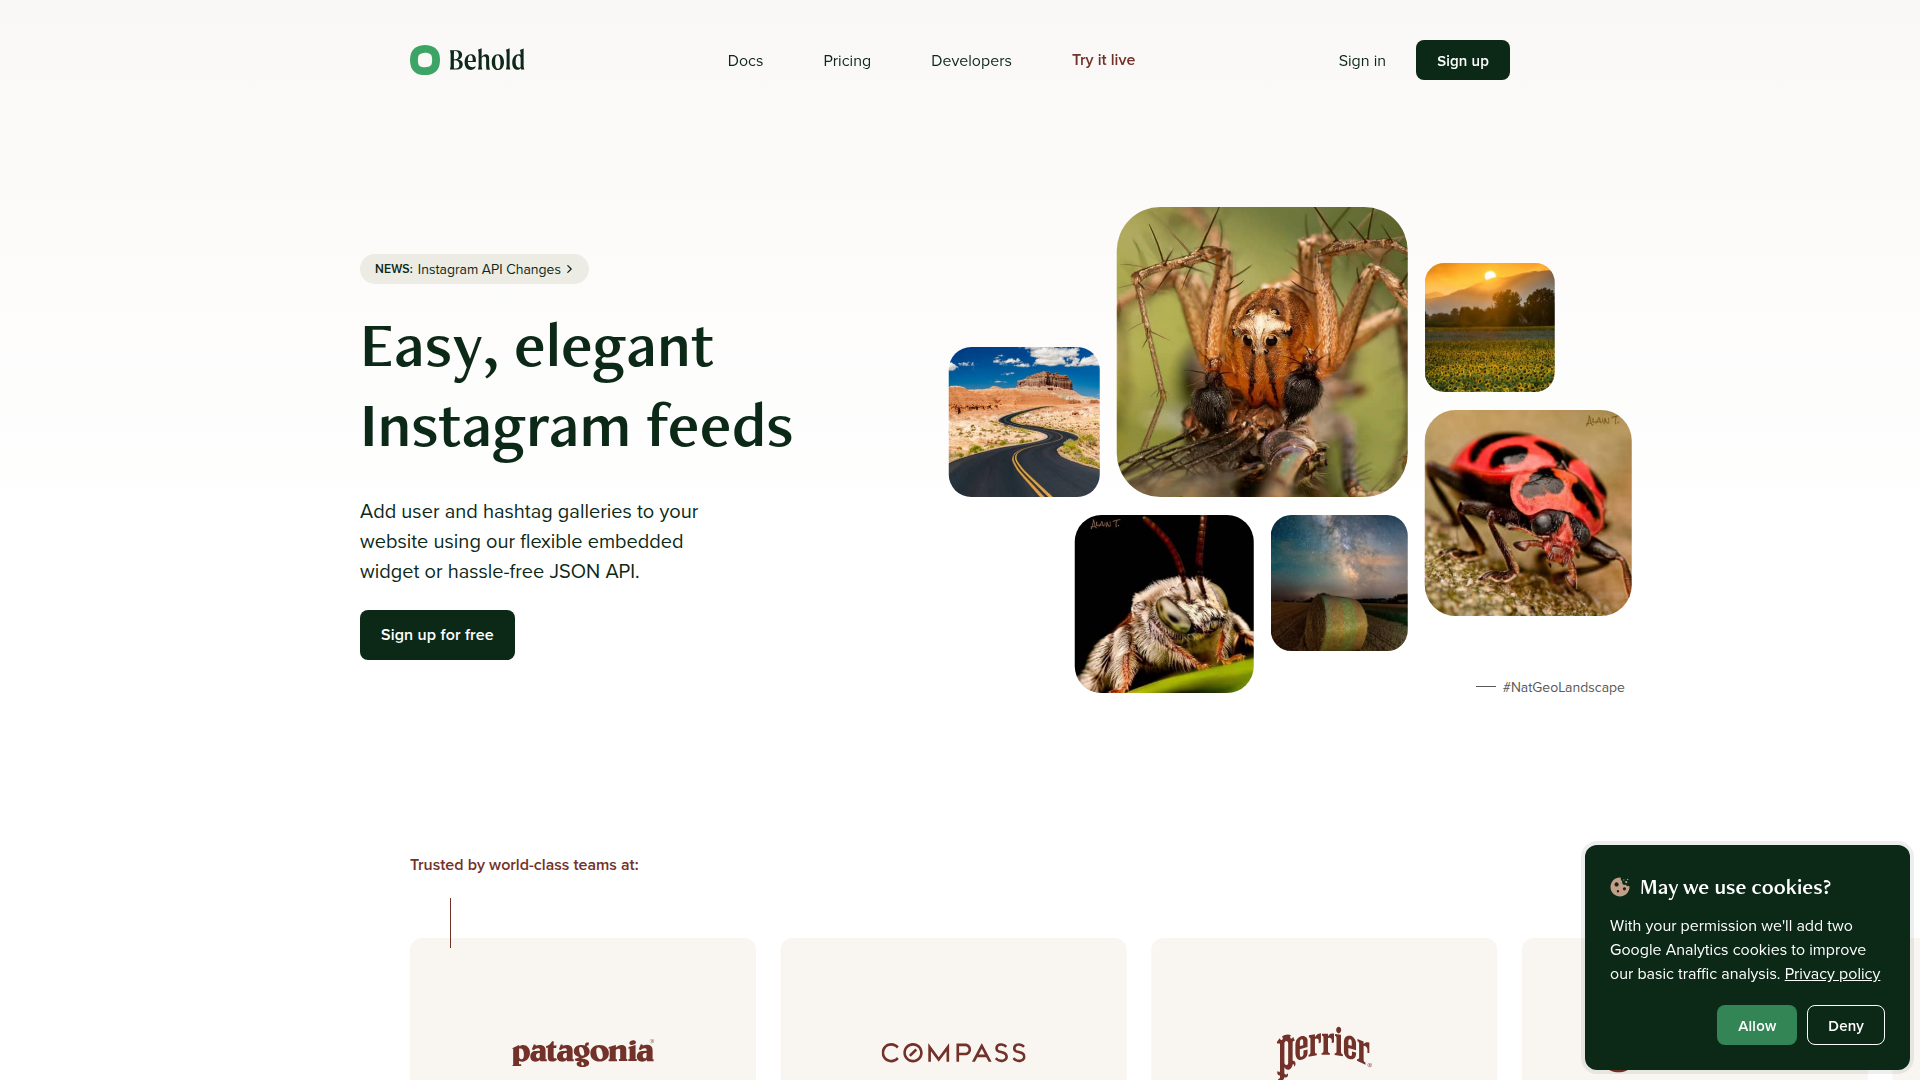 Behold
Docs
Pricing
Developers
Try it live
Sign in
Sign up
NEWS: Instagram API Changes
Easy, elegant
Instagram feeds
Add user and hashtag galleries to your
website using our flexible embedded
widget or hassle-free JSON API.
Sign up for free
ALAIN T.
ALAIN T.
#NatGeoLandscape
Trusted by world-class teams at:
patagonia
COMPASS
perrier
May we use cookies?
With your permission we'll add two
Google Analytics cookies to improve
our basic traffic analysis. Privacy policy
Allow
Deny